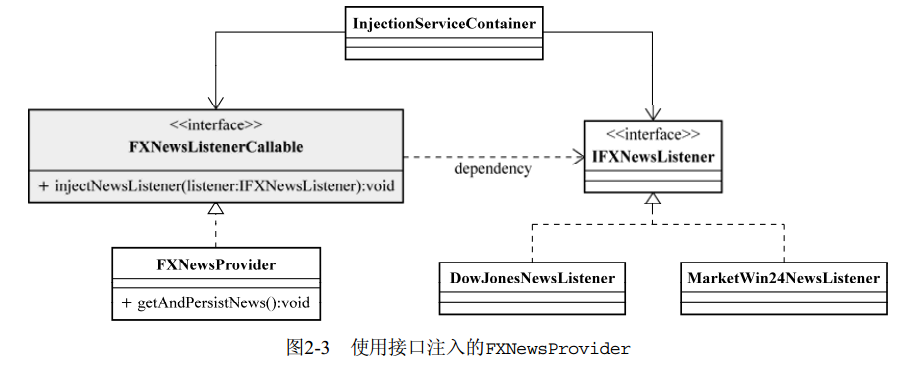 InjectionServiceContainer
<<interface>>
FXNewsListenerCallable
+ injectNewsListener(listener:IFXNewsListener):void
dependency
<<interface>>
IFXNewsListener
FXNewsProvider
+ getAndPersistNews():void
DowJonesNewsListener
MarketWin24NewsListener
图2-3 使用接口注入的FXNewsProvider